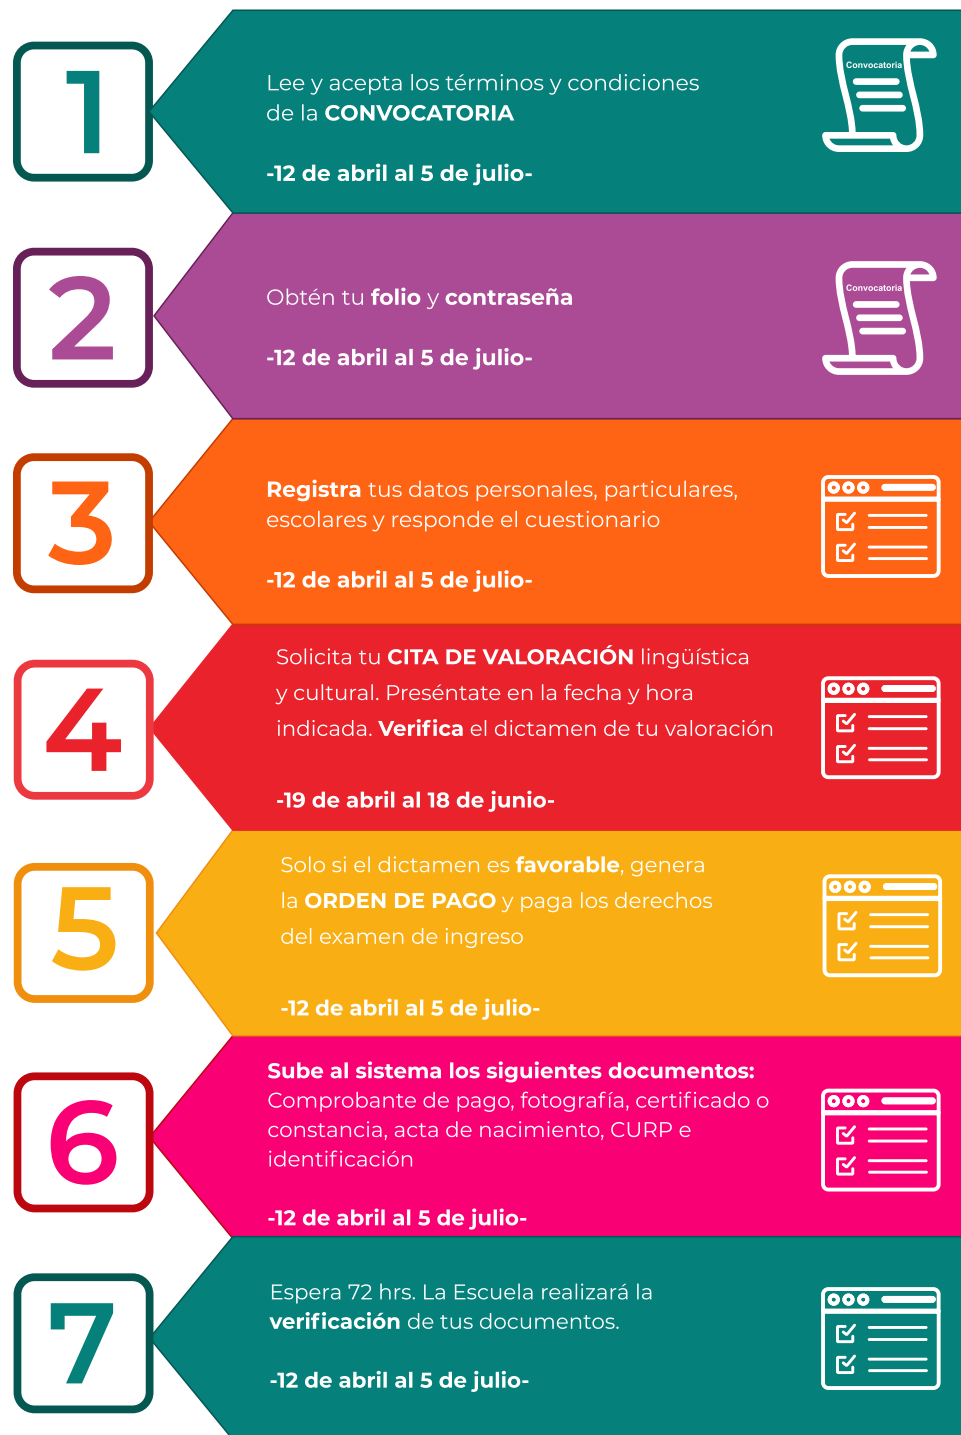 1
Lee y acepta los términos y condiciones
de la CONVOCATORIA
-12 de abril al 5 de julio-
Convocatoria
2
Obtén tu folio y contraseña
-12 de abril al 5 de julio-
Convocatoria
3
Registra tus datos personales, particulares,
escolares y responde el cuestionario
-12 de abril al 5 de julio-
4
Solicita tu CITA DE VALORACIÓN lingüística
y cultural. Preséntate en la fecha y hora
indicada. Verifica el dictamen de tu valoración
-19 de abril al 18 de junio-
5
Solo si el dictamen es favorable, genera
la ORDEN DE PAGO y paga los derechos
del examen de ingreso
-12 de abril al 5 de julio-
6
Sube al sistema los siguientes documentos:
Comprobante de pago, fotografía, certificado o
constancia, acta de nacimiento, CURP e
identificación
-12 de abril al 5 de julio-
7
Espera 72 hrs. La Escuela realizará la
verificación de tus documentos.
-12 de abril al 5 de julio-